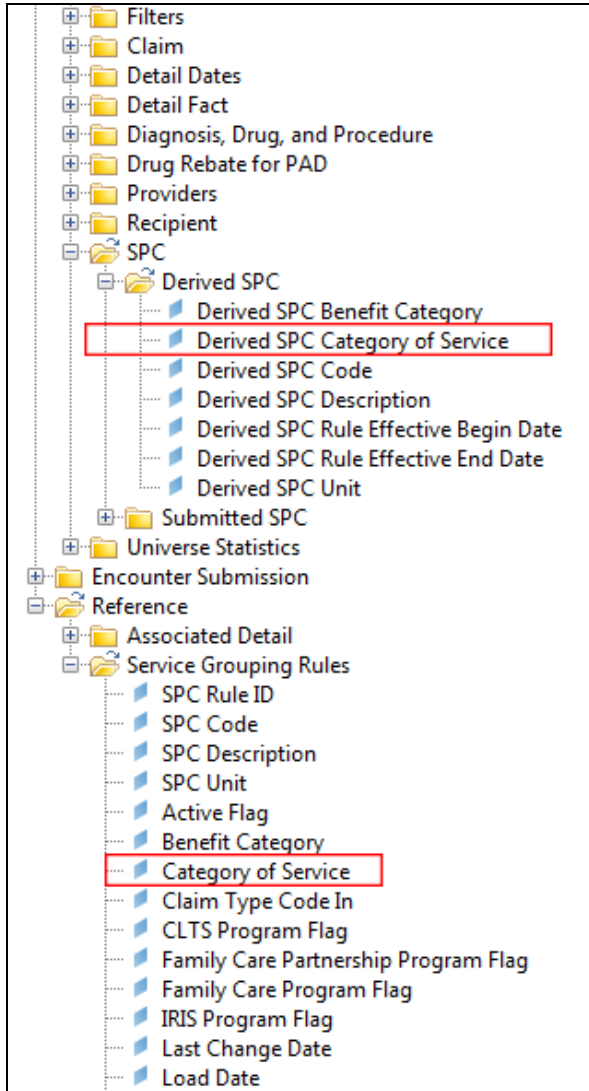 Filters
Claim
Detail Dates
Detail Fact
Diagnosis, Drug, and Procedure
Drug Rebate for PAD
Providers
Recipient
SPC
Derived SPC
Derived SPC Benefit Category
Derived SPC Category of Service
Derived SPC Code
Derived SPC Description
Derived SPC Rule Effective Begin Date
Derived SPC Rule Effective End Date
Derived SPC Unit
Submitted SPC
Universe Statistics
Encounter Submission
Reference
Associated Detail
Service Grouping Rules
SPC Rule ID
SPC Code
SPC Description
SPC Unit
Active Flag
Benefit Category
Category of Service
Claim Type Code In
CLTS Program Flag
Family Care Partnership Program Flag
Family Care Program Flag
IRIS Program Flag
Last Change Date
Load Date